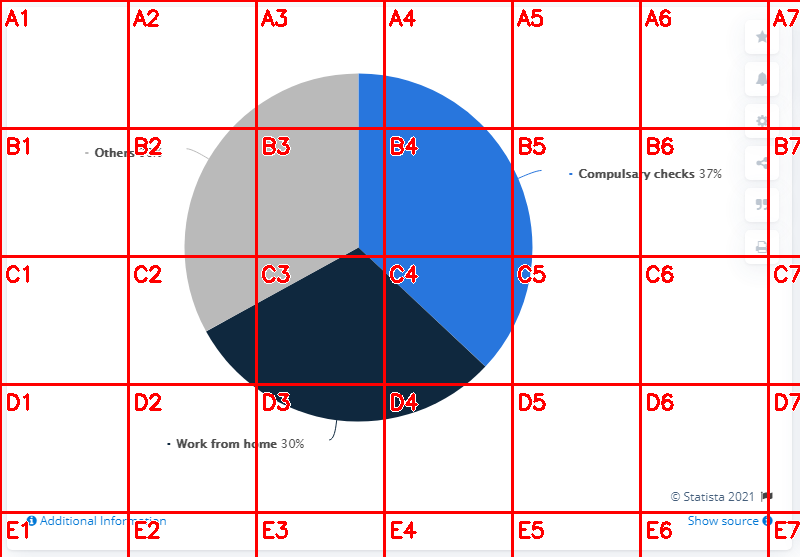 A1 A2 A3 A4 A5 A6 A7
B1 B2 B3 B4 B5 B6 B7
- Others
- Compulsary checks 37%
C1 C2 C3 C4 C5 C6 C7
D1 D2 D3 D4 D5 D6 D7
- Work from home 30%
© Statista 2021
Additional Information
Show source
E1 E2 E3 E4 E5 E6 E7